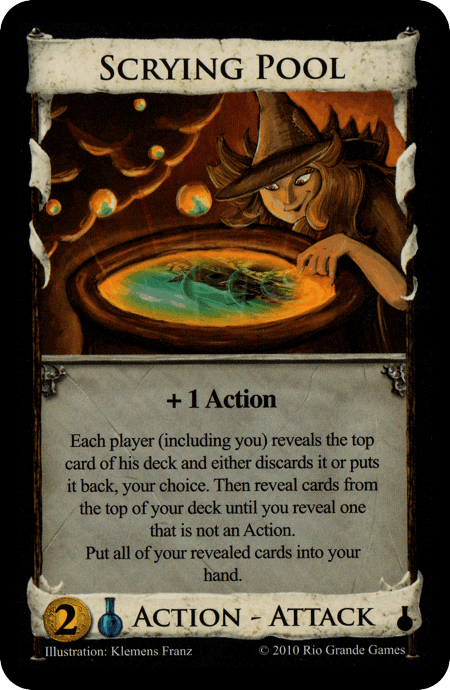 SCRYING POOL
+ 1 Action
Each player (including you) reveals the top
card of his deck and either discards it or puts
it back, your choice. Then reveal cards from
the top of your deck until you reveal one
that is not an Action.
Put all of your revealed cards into your
hand.
2 ACTION - ATTACK
Illustration: Klemens Franz © 2010 Rio Grande Games